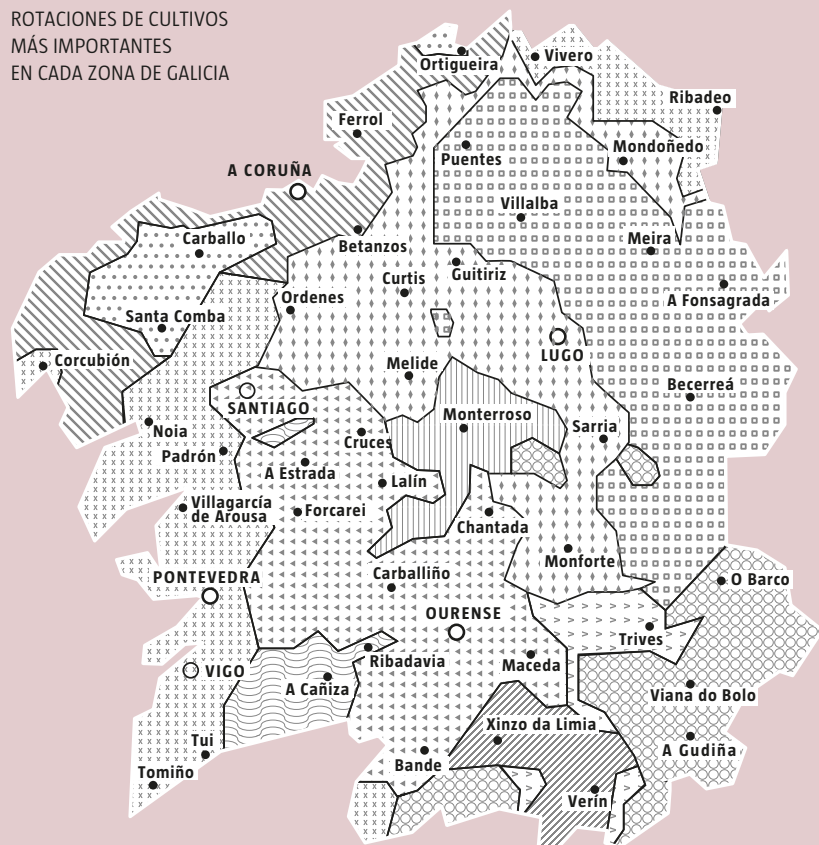 ROTACIONES DE CULTIVOS
MÁS IMPORTANTES
EN CADA ZONA DE GALICIA
Ortigueira
Vivero
Ribadeo
Ferrol
Puentes
Mondoñedo
A CORUÑA
Villalba
Carballo
Betanzos
Meira
Curtis
Guitiriz
Ordenes
A Fonsagrada
Santa Comba
LUGO
Corcubión
Melide
Becerreá
SANTIAGO
Monterroso
Noia
Cruces
Sarria
Padrón
A Estrada
Lalín
Villagarcía
de Arousa
Forcarei
Chantada
Monforte
PONTEVEDRA
Carballiño
O Barco
OURENSE
Trives
VIGO
Ribadavia
Maceda
A Cañiza
Viana do Bolo
Xinzo da Limia
Tui
A Gudiña
Bande
Tomiño
Verín